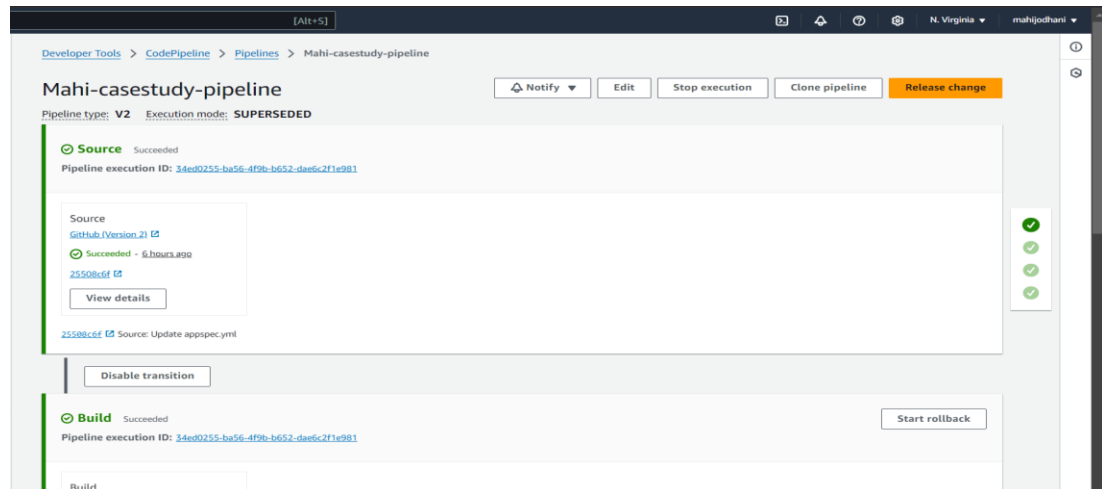 [Alt+S] N. Virginia ▼ mahijodhani ▼
Developer Tools > CodePipeline > Pipelines > Mahi-casestudy-pipeline
Mahi-casestudy-pipeline
Notify ▼ Edit Stop execution Clone pipeline Release change
Pipeline type: V2 Execution mode: SUPERSEDED
Source Succeeded
Pipeline execution ID: 34ed0255-ba56-4f9b-b652-dae6c2f1e981
Source
GitHub (Version 2)
Succeeded - 6 hours ago
25508c6f
View details
25508c6f Source: Update appspec.yml
Disable transition
Build Succeeded
Start rollback
Pipeline execution ID: 34ed0255-ba56-4f9b-b652-dae6c2f1e981
Build